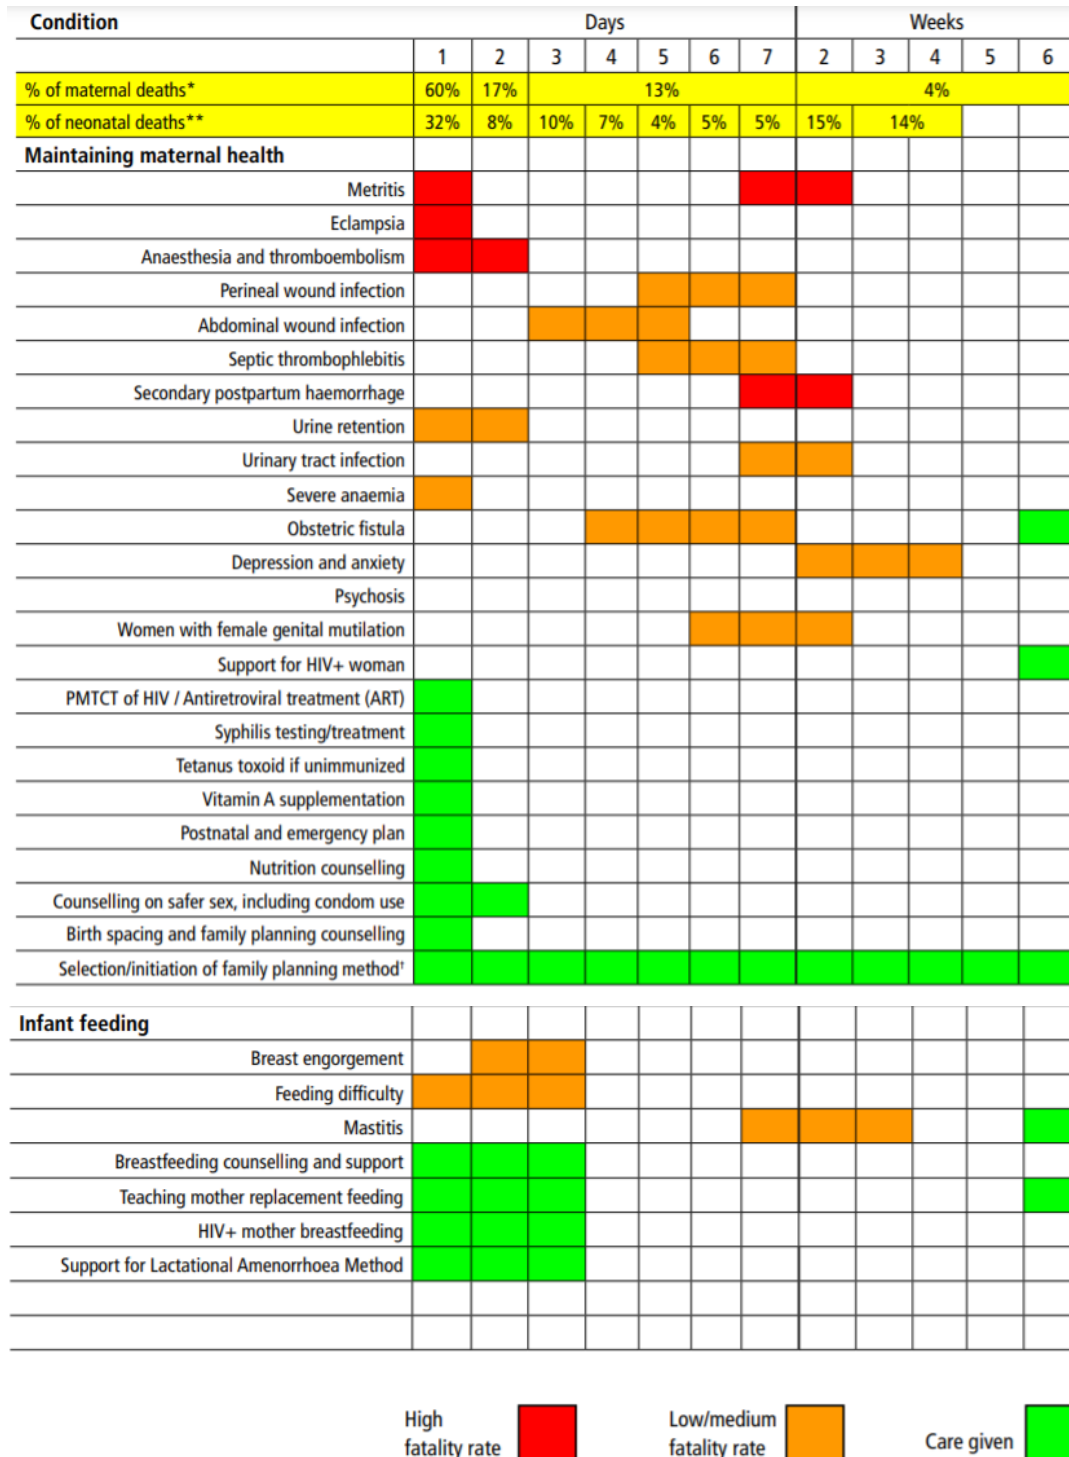 Condition Days Weeks
1 2 3 4 5 6 7 2 3 4 5 6
% of maternal deaths* 60% 17% 13% 4%
% of neonatal deaths** 32% 8% 10% 7% 4% 5% 5% 15% 14%
Maintaining maternal health
Metritis
Eclampsia
Anaesthesia and thromboembolism
Perineal wound infection
Abdominal wound infection
Septic thrombophlebitis
Secondary postpartum haemorrhage
Urine retention
Urinary tract infection
Severe anaemia
Obstetric fistula
Depression and anxiety
Psychosis
Women with female genital mutilation
Support for HIV+ woman
PMTCT of HIV / Antiretroviral treatment (ART)
Syphilis testing/treatment
Tetanus toxoid if unimmunized
Vitamin A supplementation
Postnatal and emergency plan
Nutrition counselling
Counselling on safer sex, including condom use
Birth spacing and family planning counselling
Selection/initiation of family planning method†
Infant feeding
Breast engorgement
Feeding difficulty
Mastitis
Breastfeeding counselling and support
Teaching mother replacement feeding
HIV+ mother breastfeeding
Support for Lactational Amenorrhoea Method
High
fatality rate
Low/medium
fatality rate
Care given